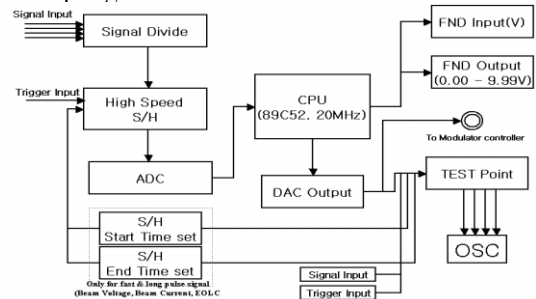 Signal Input
Signal Divide
FND Input(V)
FND Output
(0.00 - 9.99V)
Trigger Input
High Speed
S/H
CPU
(89C52, 20MHz)
To Modulator controller
ADC
DAC Output
TEST Point
S/H
Start Time set
S/H
End Time set
OSC
Only for fast & long pulse signal
(Beam Voltage, Beam Current, EOLC
Signal Input
Trigger Input